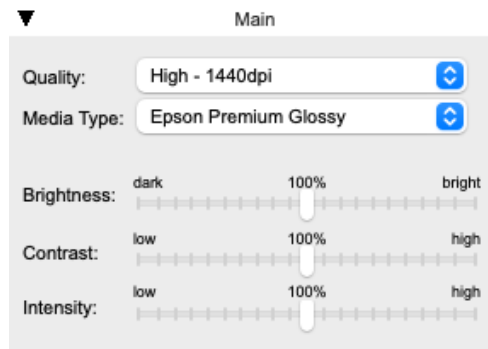 Main
Quality: High - 1440dpi
Media Type: Epson Premium Glossy
dark 100% bright
Brightness:
low 100% high
Contrast:
low 100% high
Intensity: